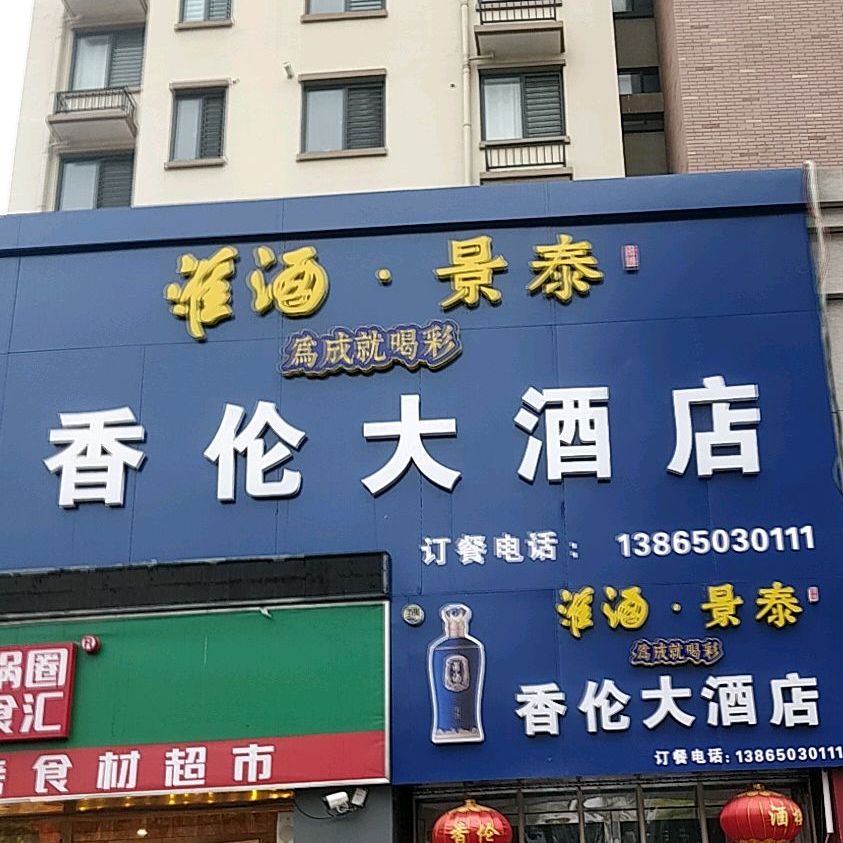 淮酒·景泰
為成就喝彩
香伦大酒店
订餐电话： 13865030111
淮酒·景泰
為成就喝彩
香伦大酒店
订餐电话: 13865030111
锅圈
食汇
食材超市
香伦
酒